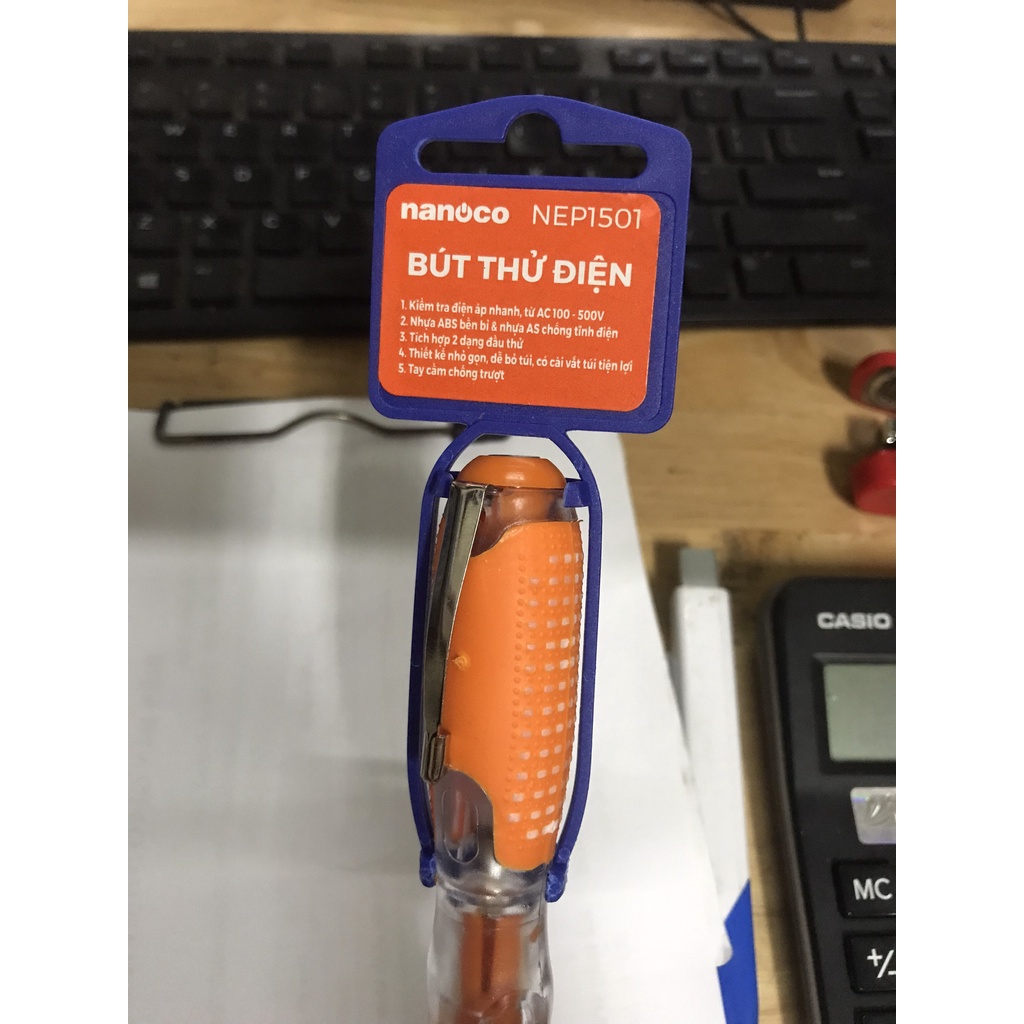 nanoco NEP1501
BÚT THỬ ĐIỆN
1. Kiểm tra điện áp nhanh, từ AC 100 - 500V
2. Nhựa ABS bền bỉ & nhựa AS chống tĩnh điện
3. Tích hợp 2 dạng đầu thử
4. Thiết kế nhỏ gọn, dễ bỏ túi, có cài vắt túi tiện lợi
5. Tay cầm chống trượt
CASIO
MC
+/-